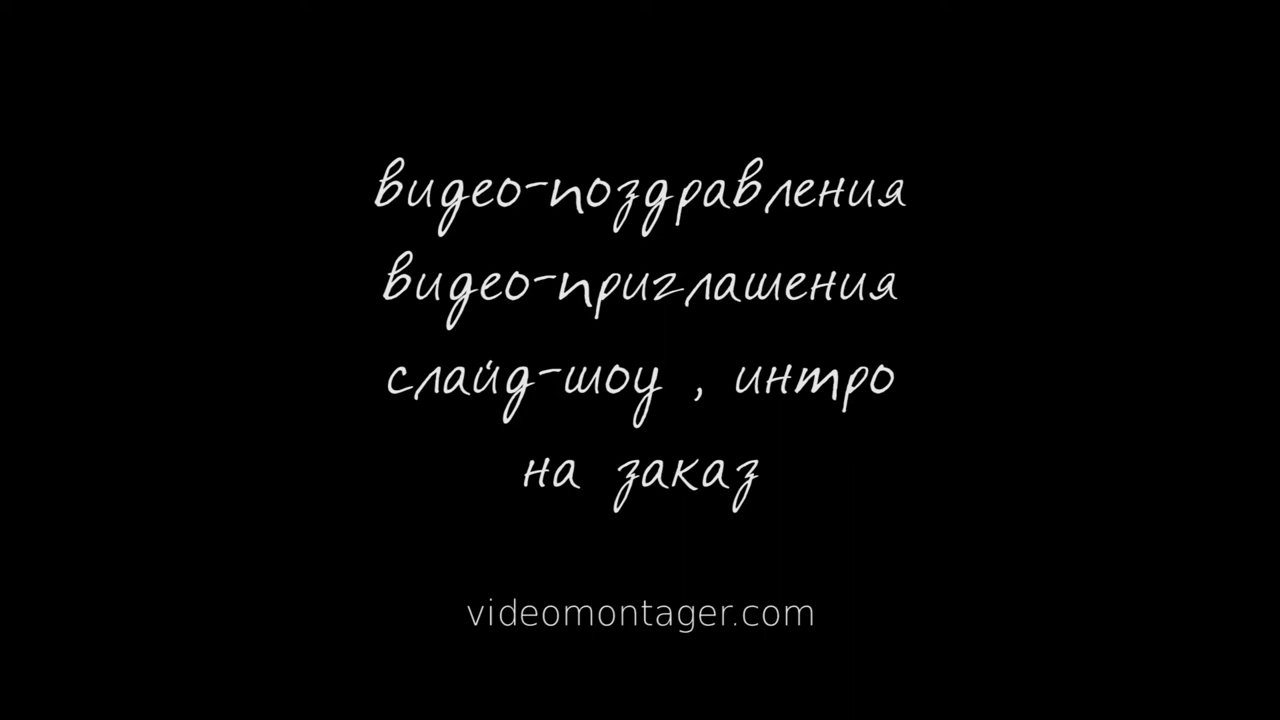 видео-поздравления
видео-приглашения
слайд-шоу , интро
на заказ
videomontager.com